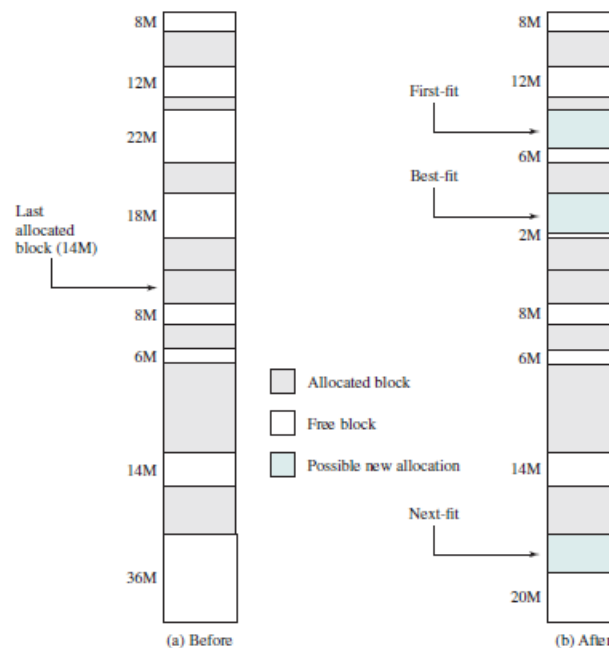 8M
12M
22M
18M
Last
allocated
block (14M)
8M
6M
14M
36M
(a) Before
Allocated block
Free block
Possible new allocation
8M
12M
First-fit
6M
Best-fit
2M
8M
6M
14M
Next-fit
20M
(b) After